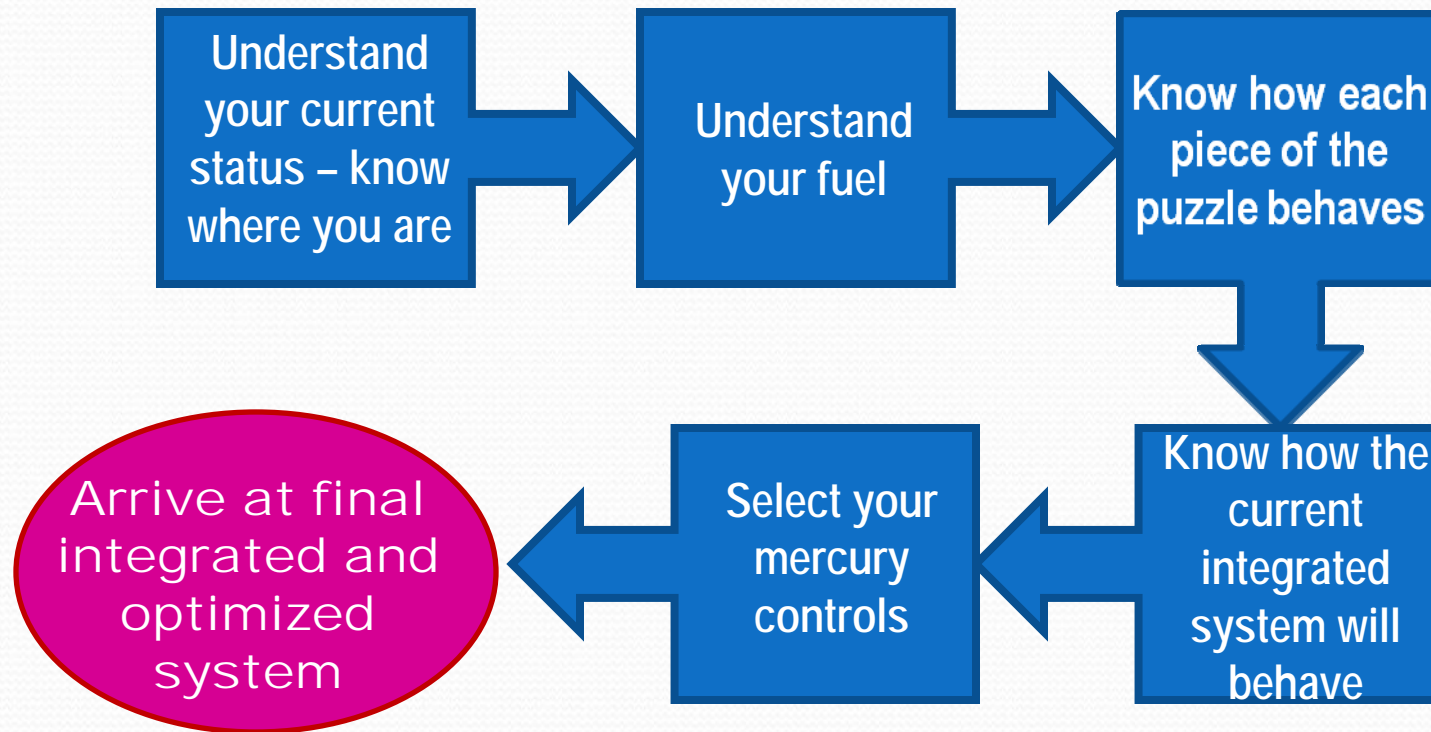 Understand
your current
status – know
where you are
Understand
your fuel
Know how each
piece of the
puzzle behaves
Know how the
current
integrated
system will
behave
Select your
mercury
controls
Arrive at final
integrated and
optimized
system